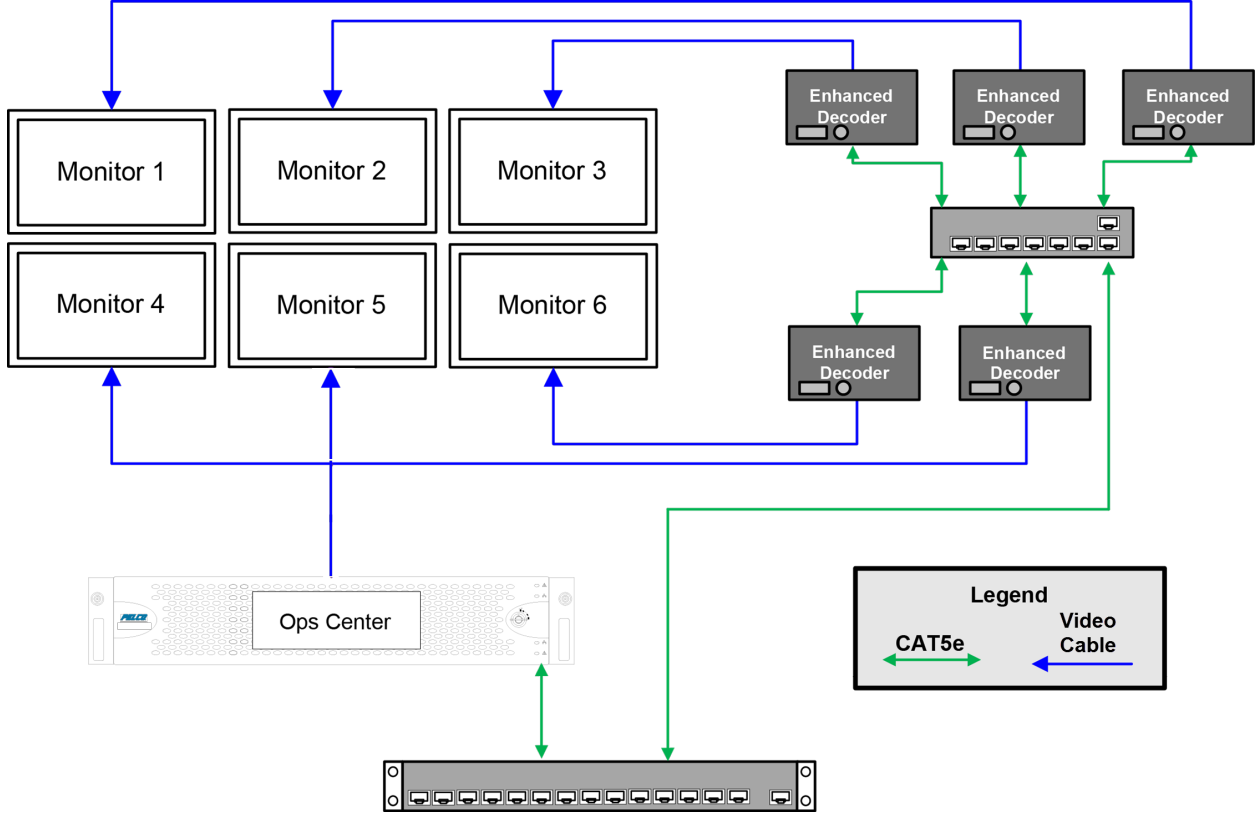 Enhanced
Decoder
Enhanced
Decoder
Enhanced
Decoder
Monitor 1
Monitor 2
Monitor 3
Monitor 4
Monitor 5
Monitor 6
Enhanced
Decoder
Enhanced
Decoder
PELCO
Ops Center
Legend
CAT5e
Video
Cable